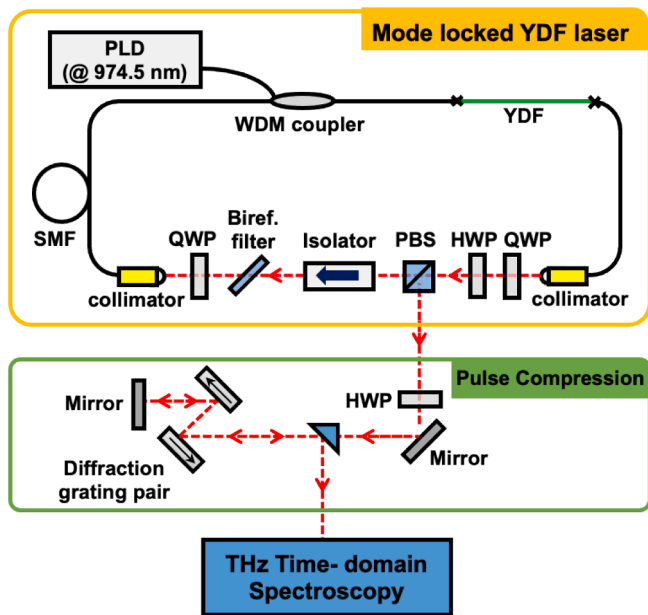 Mode locked YDF laser
PLD
(@ 974.5 nm)
WDM coupler
YDF
SMF
QWP
Biref.
filter
Isolator
PBS
HWP
QWP
collimator
collimator
Pulse Compression
HWP
Mirror
Mirror
Diffraction
grating pair
THz Time- domain
Spectroscopy